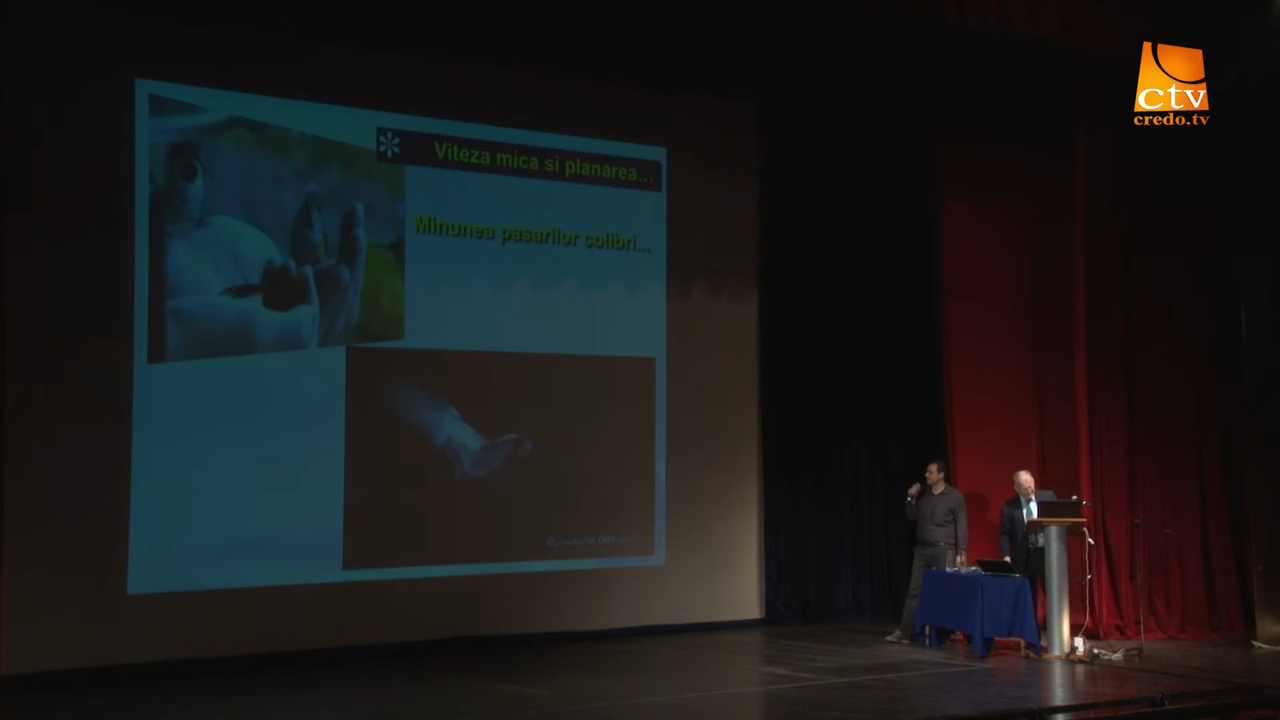 ctv
credo.tv
* Viteza mica si planarea...
Minunea pasarilor colibri...